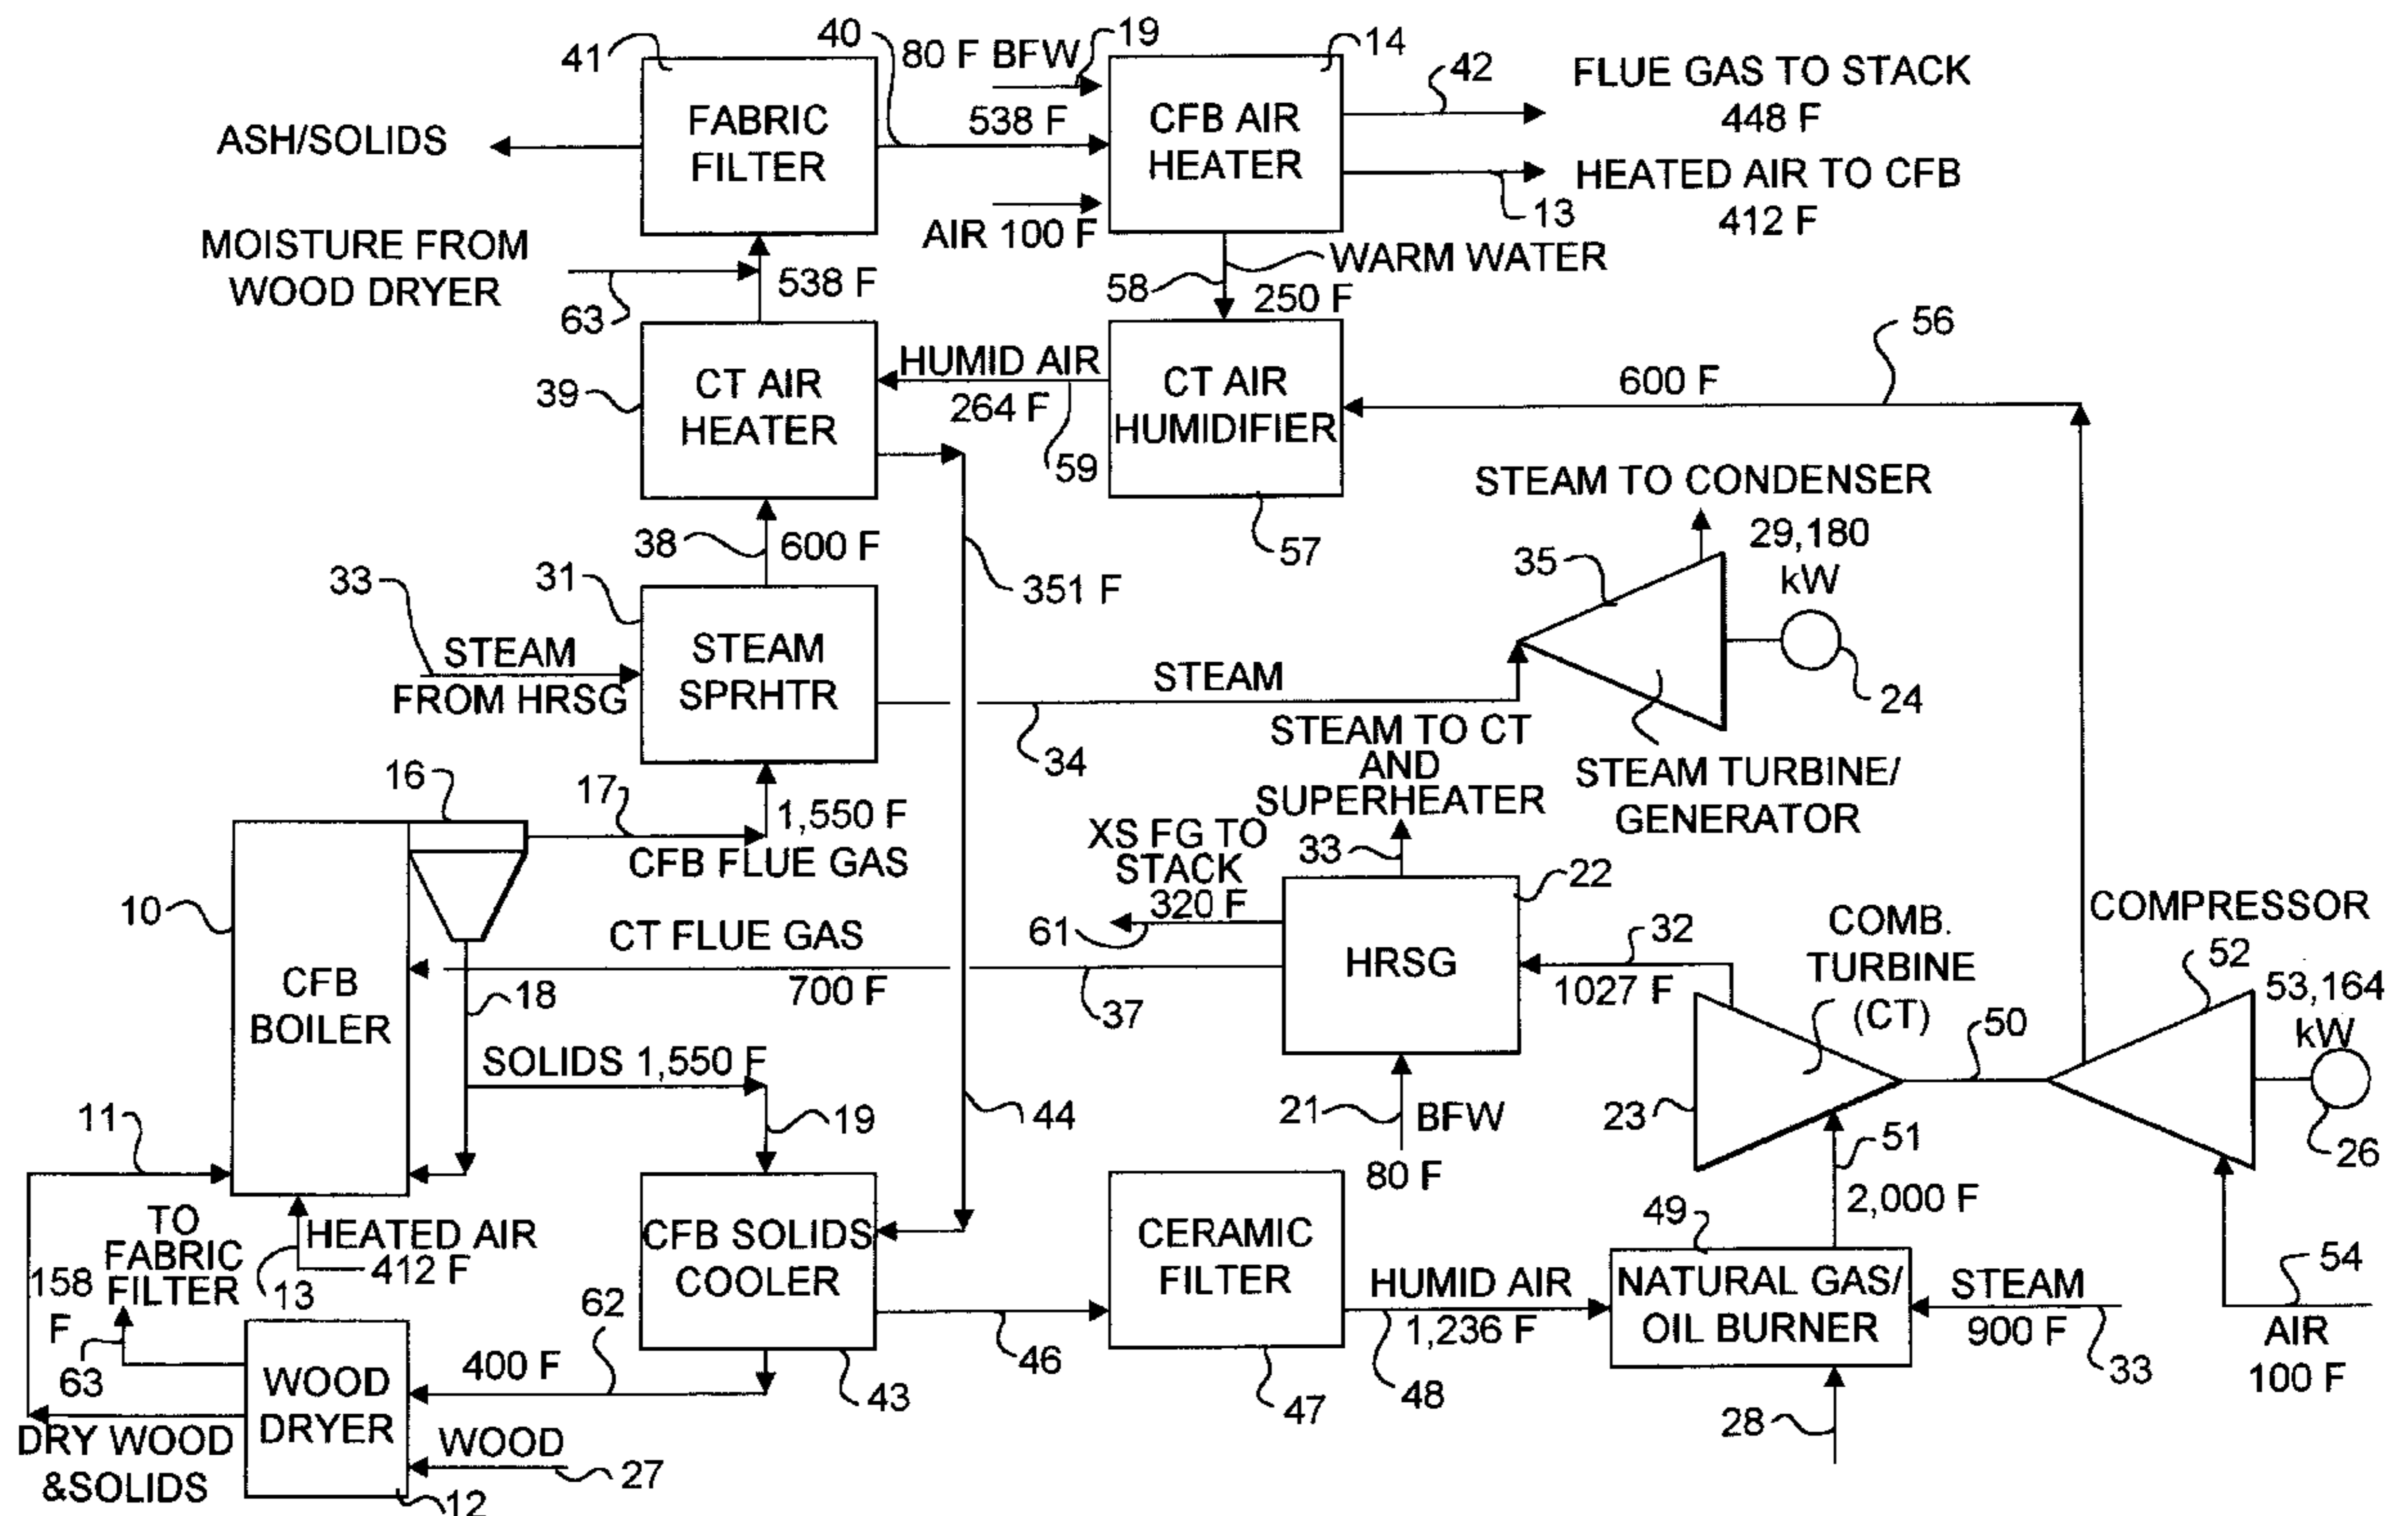 41
40
80 F BFW
19
14
42
FLUE GAS TO STACK
448 F
ASH/SOLIDS
FABRIC
FILTER
538 F
CFB AIR
HEATER
HEATED AIR TO CFB
412 F
13
AIR 100 F
MOISTURE FROM
WOOD DRYER
63
538 F
58
WARM WATER
250 F
56
39
CT AIR
HEATER
HUMID AIR
264 F
59
CT AIR
HUMIDIFIER
57
600 F
STEAM TO CONDENSER
29,180
kW
35
24
38
600 F
351 F
33
31
STEAM
FROM HRSG
STEAM
SPRHTR
STEAM
34
STEAM TO CT
AND
SUPERHEATER
STEAM TURBINE/
GENERATOR
16
17
1,550 F
CFB FLUE GAS
XS FG TO
STACK
320 F
33
22
61
10
CFB
BOILER
CT FLUE GAS
700 F
37
HRSG
32
1027 F
COMB.
TURBINE
(CT)
COMPRESSOR
52
53,164
kW
50
18
SOLIDS 1,550 F
19
44
21
BFW
80 F
23
51
2,000 F
26
11
TO
FABRIC
FILTER
158
F
63
HEATED AIR
412 F
13
62
CFB SOLIDS
COOLER
43
46
CERAMIC
FILTER
47
HUMID AIR
1,236 F
48
49
NATURAL GAS/
OIL BURNER
STEAM
900 F
33
54
AIR
100 F
28
400 F
WOOD
DRYER
12
WOOD
27
DRY WOOD
&SOLIDS